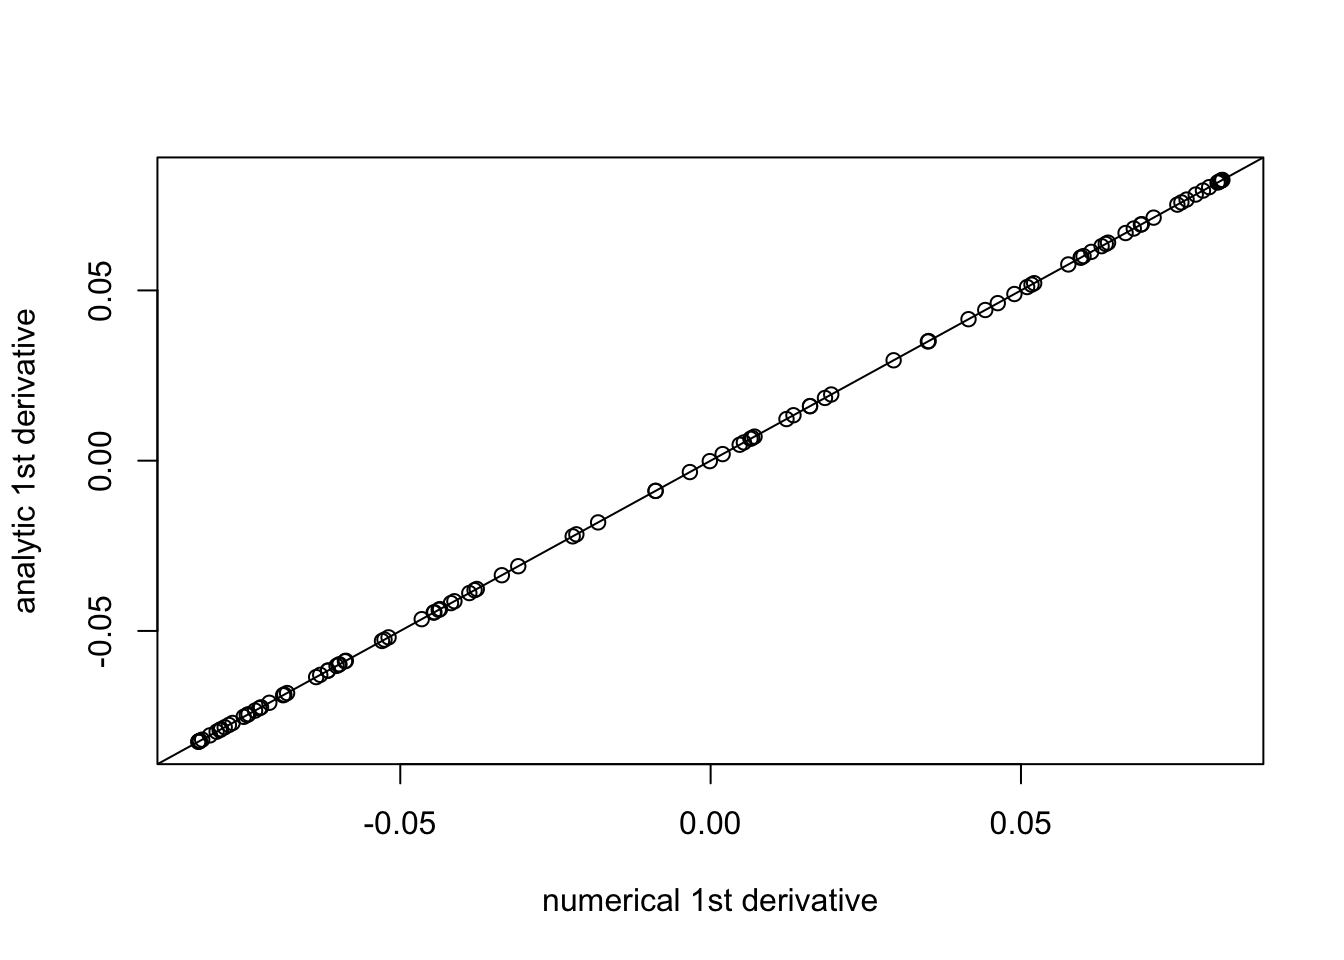 analytic 1st derivative
0.05
0.00
-0.05
-0.05 0.00 0.05
numerical 1st derivative